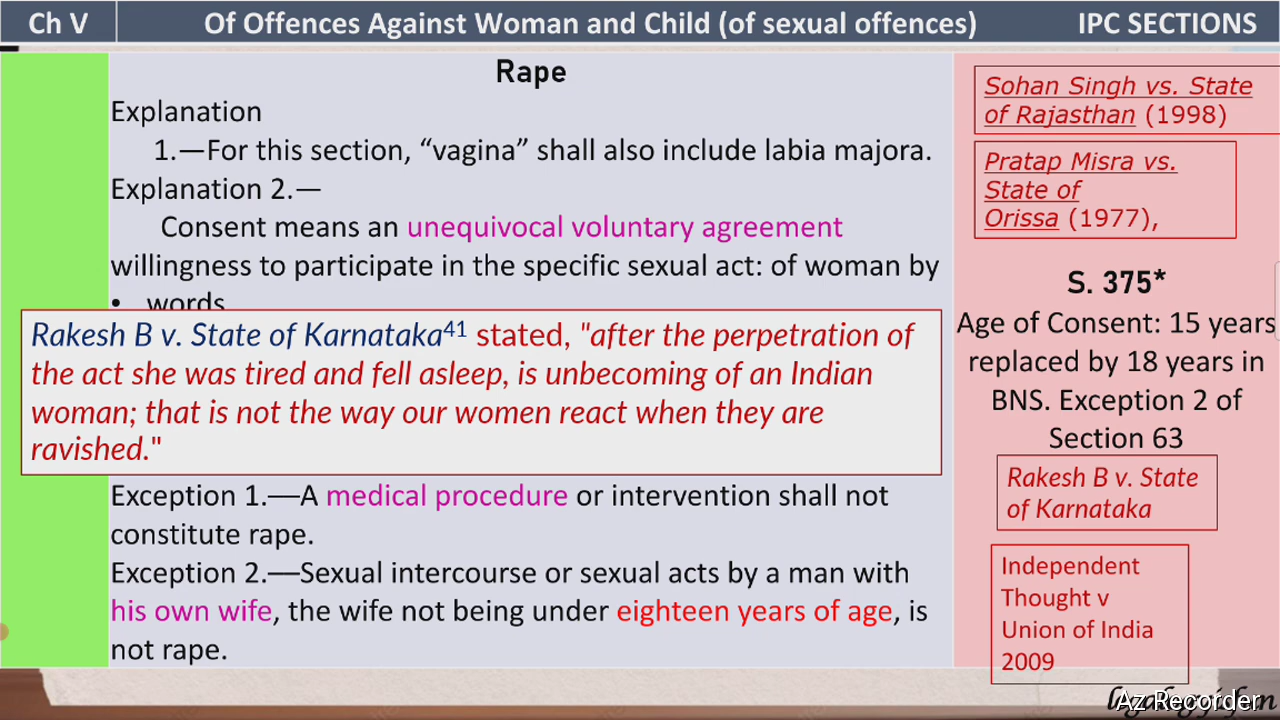 Ch V
Of Offences Against Woman and Child (of sexual offences)
IPC SECTIONS
Rape
Explanation
1.—For this section, “vagina” shall also include labia majora.
Explanation 2.—
Consent means an unequivocal voluntary agreement
willingness to participate in the specific sexual act: of woman by
• words
Rakesh B v. State of Karnataka41 stated, "after the perpetration of
the act she was tired and fell asleep, is unbecoming of an Indian
woman; that is not the way our women react when they are
ravished."
Exception 1.––A medical procedure or intervention shall not
constitute rape.
Exception 2.––Sexual intercourse or sexual acts by a man with
his own wife, the wife not being under eighteen years of age, is
not rape.
Sohan Singh vs. State
of Rajasthan (1998)
Pratap Misra vs.
State of
Orissa (1977),
S. 375*
Age of Consent: 15 years
replaced by 18 years in
BNS. Exception 2 of
Section 63
Rakesh B v. State
of Karnataka
Independent
Thought v
Union of India
2009
Az Recorder